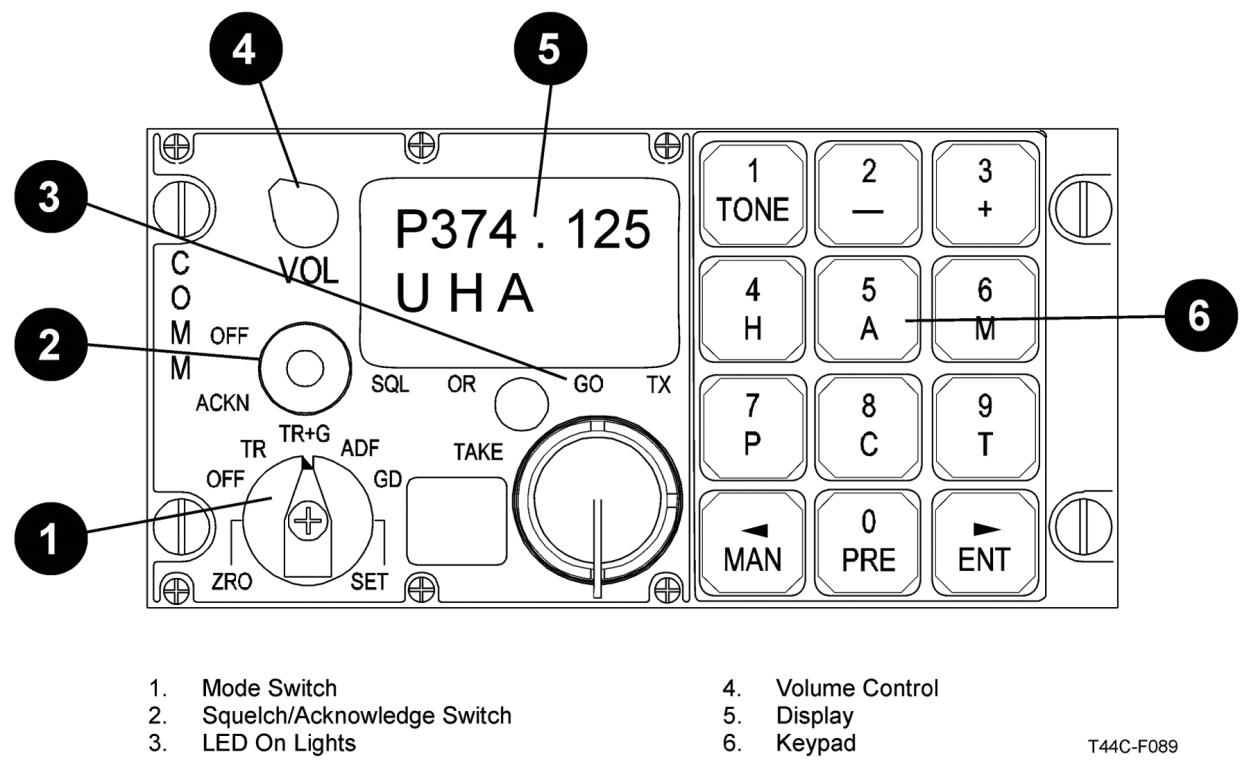 4
5
3
2
1
6
VOL
COMM
P374 . 125
U H A
OFF
ACKN
SQL OR GO TX
TAKE
OFF TR TR+G ADF GD
ZRO SET
1 TONE
2 —
3 +
4 H
5 A
6 M
7 P
8 C
9 T
◄ MAN
0 PRE
► ENT
1. Mode Switch
2. Squelch/Acknowledge Switch
3. LED On Lights
4. Volume Control
5. Display
6. Keypad
T44C-F089